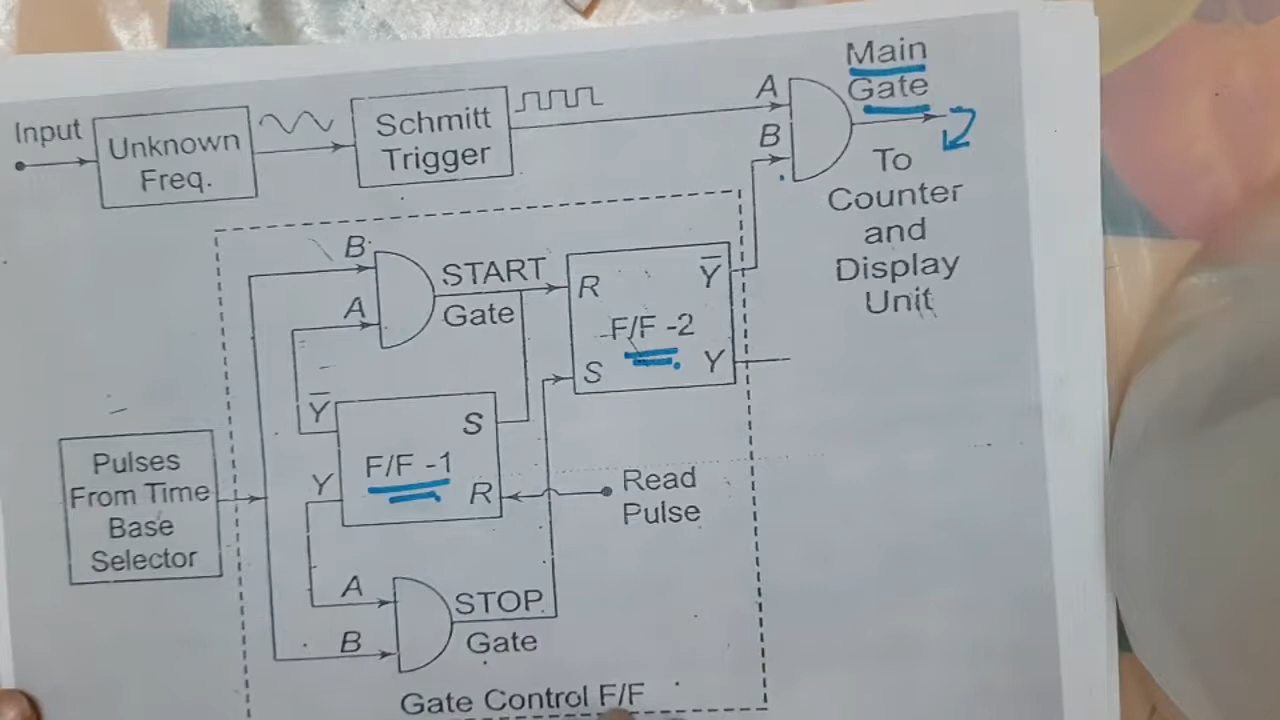 Main
Gate
A
Input
Unknown
Freq.
Schmitt
Trigger
B
To
Counter
and
Display
Unit
B
START
Gate
A
R
Y̅
F/F -2
S
Y
Y̅
S
F/F -1
Y
R
Read
Pulse
Pulses
From Time
Base
Selector
A
STOP
Gate
B
Gate Control F/F